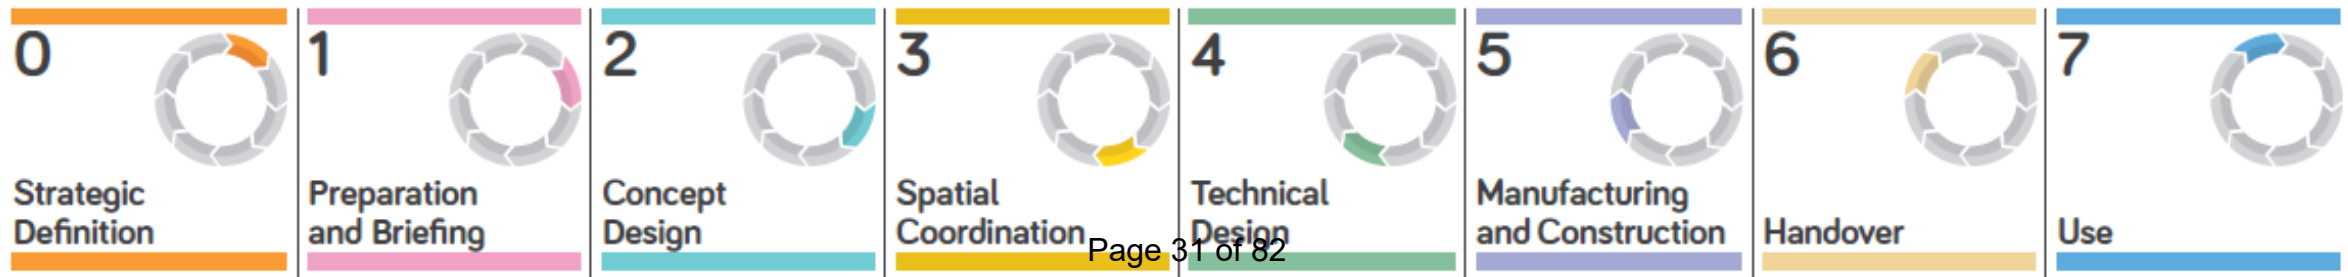 0
Strategic
Definition
1
Preparation
and Briefing
2
Concept
Design
3
Spatial
Coordination
4
Technical
Design
5
Manufacturing
and Construction
6
Handover
7
Use
Page 31 of 82